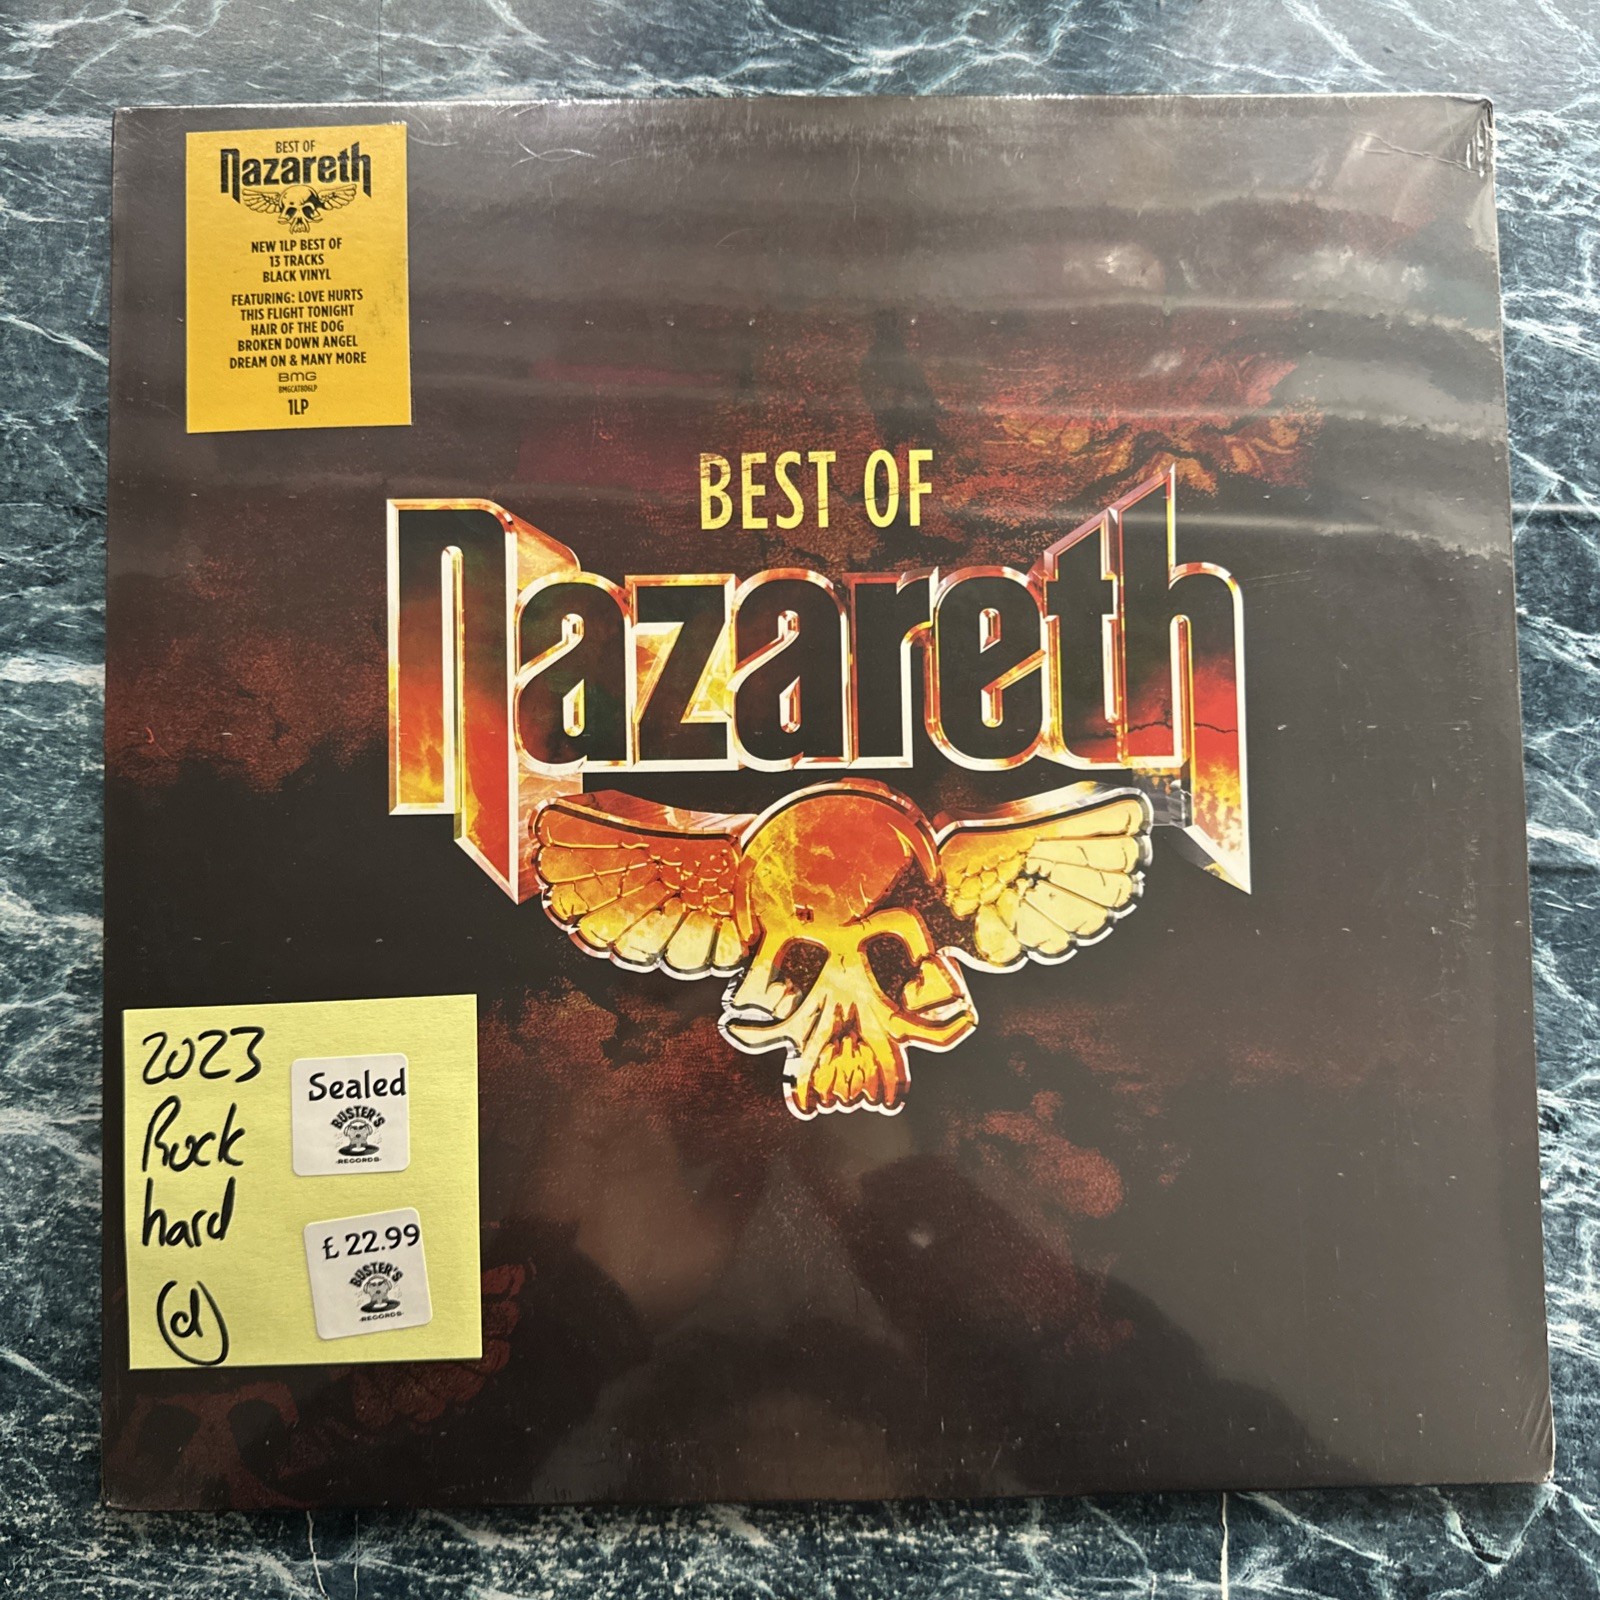 BEST OF
nazareth
NEW 1LP BEST OF
13 TRACKS
BLACK VINYL
FEATURING: LOVE HURTS
THIS FLIGHT TONIGHT
HAIR OF THE DOG
BROKEN DOWN ANGEL
DREAM ON & MANY MORE
BMG
BMGCAT806LP
1LP
BEST OF
nazareth
2023
Rock
hard
(d)
Sealed
BUSTER'S
RECORDS
£ 22.99
BUSTER'S
RECORDS